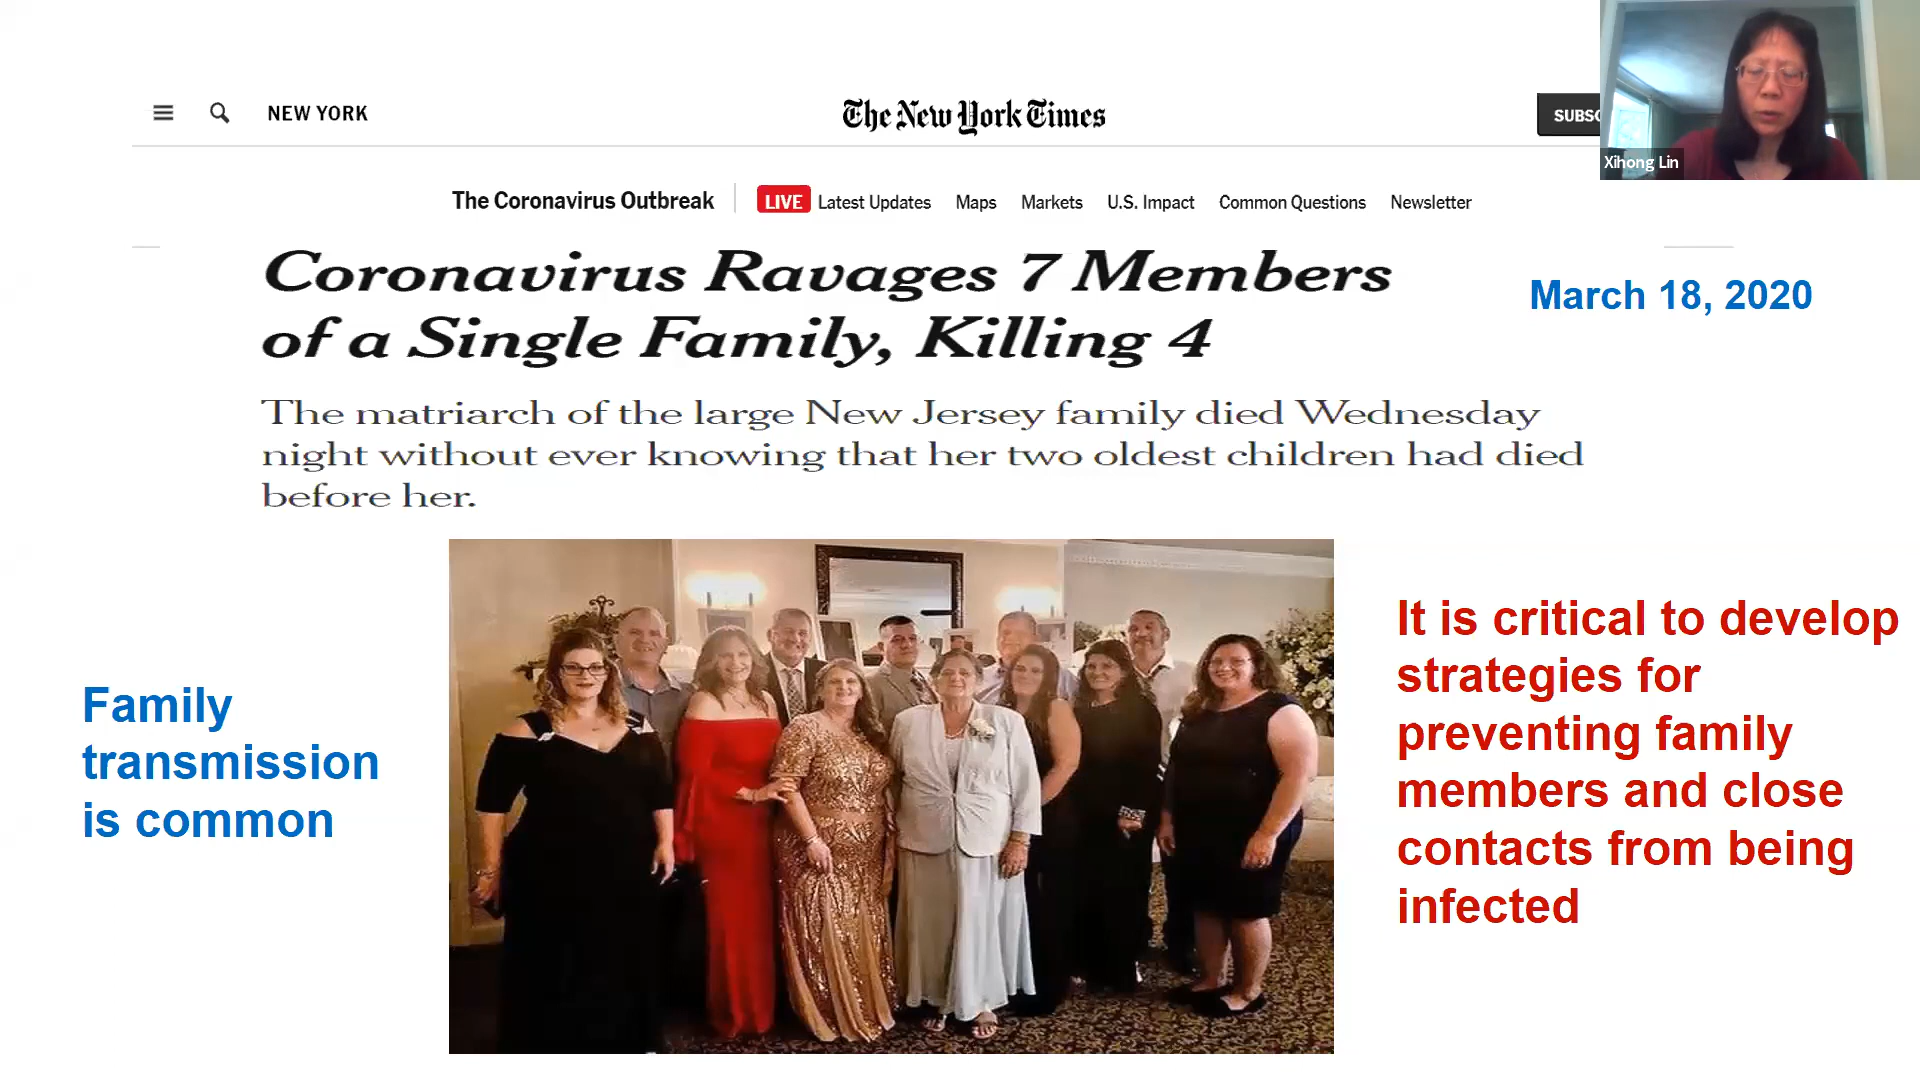 NEW YORK
The New York Times
Xihong Lin
The Coronavirus Outbreak
LIVE Latest Updates Maps Markets U.S. Impact Common Questions Newsletter
Coronavirus Ravages 7 Members
of a Single Family, Killing 4
March 18, 2020
The matriarch of the large New Jersey family died Wednesday
night without ever knowing that her two oldest children had died
before her.
Family
transmission
is common
It is critical to develop
strategies for
preventing family
members and close
contacts from being
infected